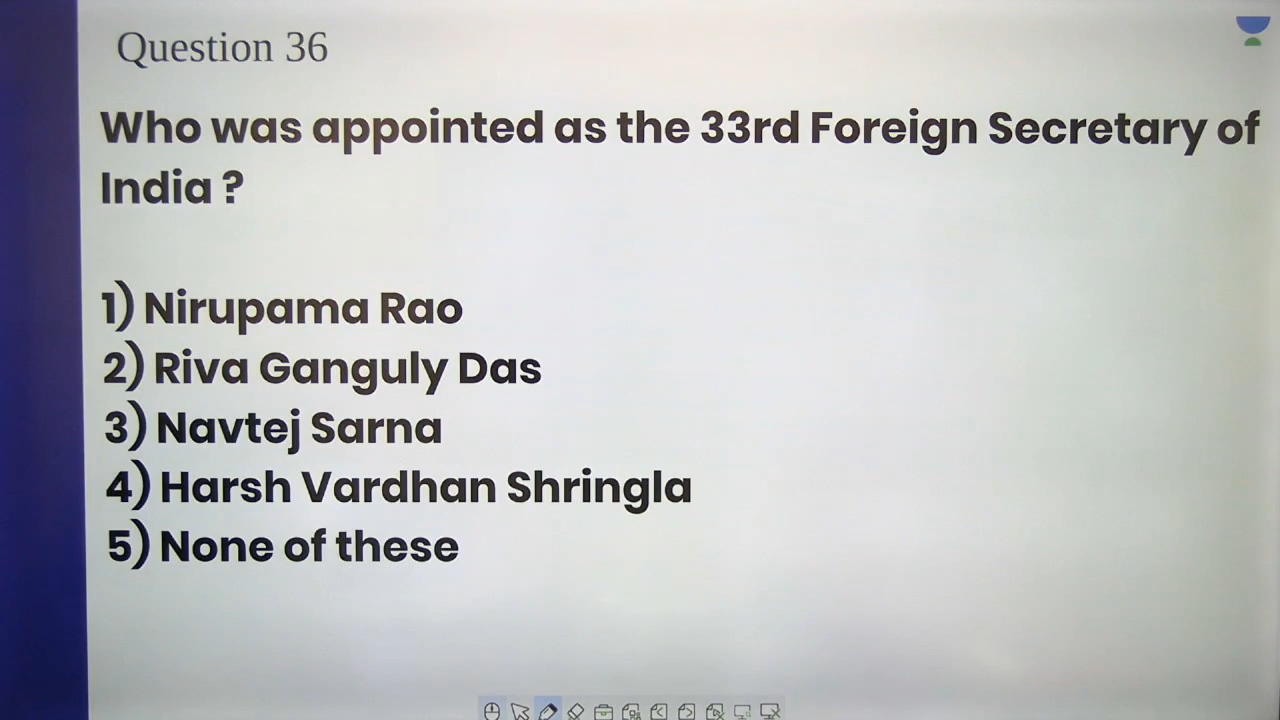 Question 36
Who was appointed as the 33rd Foreign Secretary of
India ?
1) Nirupama Rao
2) Riva Ganguly Das
3) Navtej Sarna
4) Harsh Vardhan Shringla
5) None of these